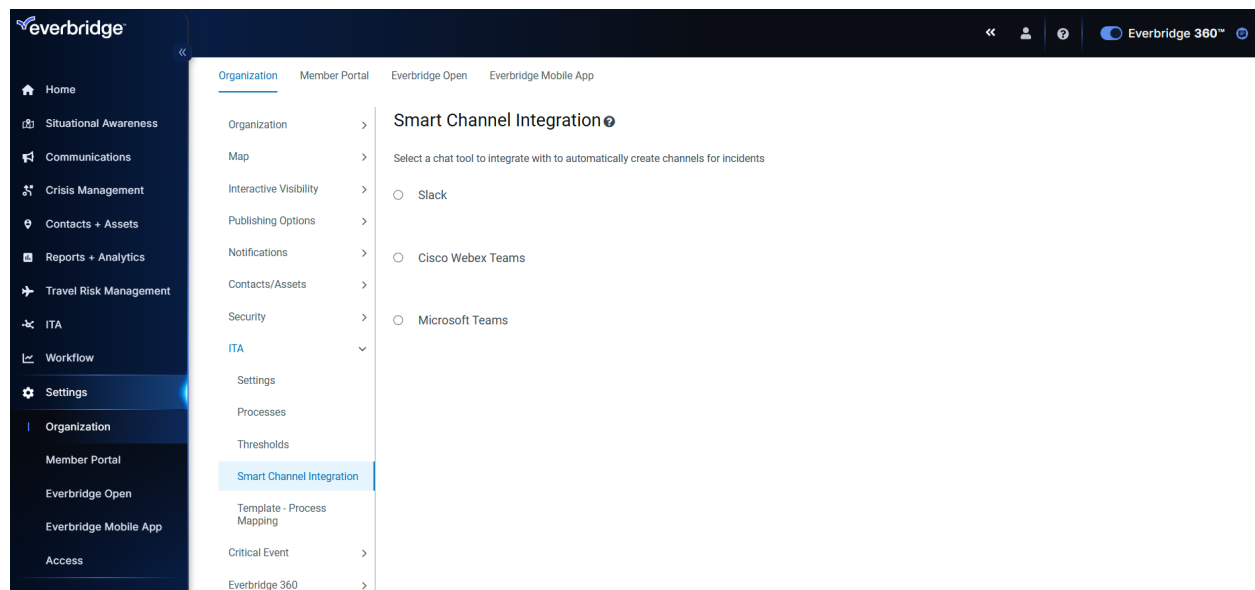 everbridge™
Everbridge 360™
Home
Situational Awareness
Communications
Crisis Management
Contacts + Assets
Reports + Analytics
Travel Risk Management
ITA
Workflow
Settings
Organization
Member Portal
Everbridge Open
Everbridge Mobile App
Access
Organization Member Portal Everbridge Open Everbridge Mobile App
Organization
Map
Interactive Visibility
Publishing Options
Notifications
Contacts/Assets
Security
ITA
Settings
Processes
Thresholds
Smart Channel Integration
Template - Process
Mapping
Critical Event
Everbridge 360
Smart Channel Integration
Select a chat tool to integrate with to automatically create channels for incidents
Slack
Cisco Webex Teams
Microsoft Teams